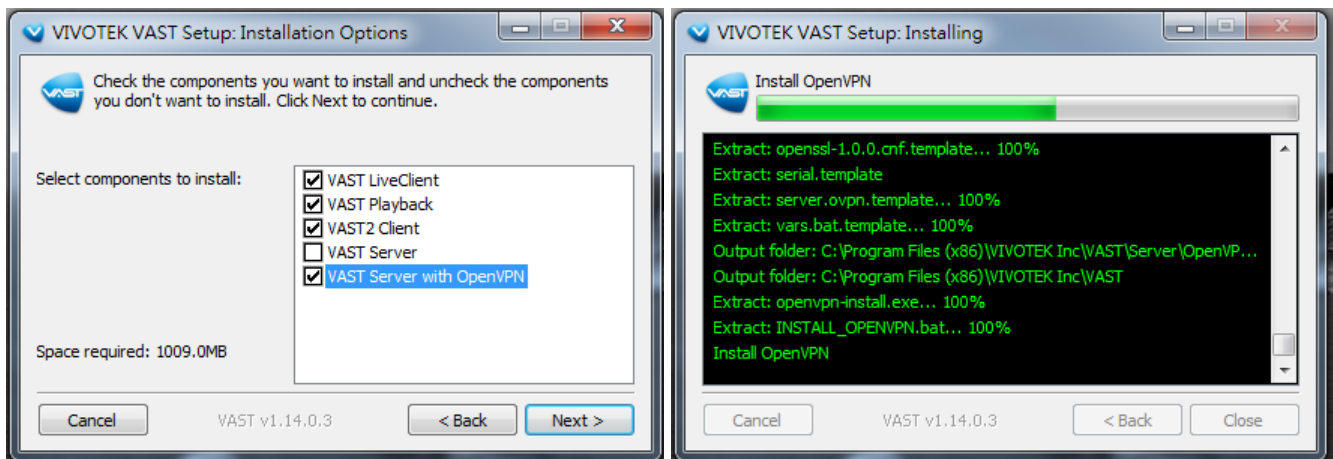 VIVOTEK VAST Setup: Installation Options
VAST
Check the components you want to install and uncheck the components
you don't want to install. Click Next to continue.
Select components to install:
VAST LiveClient
VAST Playback
VAST2 Client
VAST Server
VAST Server with OpenVPN
Space required: 1009.0MB
Cancel
VAST v1.14.0.3
< Back
Next >
VIVOTEK VAST Setup: Installing
VAST
Install OpenVPN
Extract: openssl-1.0.0.cnf.template... 100%
Extract: serial.template
Extract: server.ovpn.template... 100%
Extract: vars.bat.template... 100%
Output folder: C:\Program Files (x86)\VIVOTEK Inc\VAST\Server\OpenVP...
Output folder: C:\Program Files (x86)\VIVOTEK Inc\VAST
Extract: openvpn-install.exe... 100%
Extract: INSTALL_OPENVPN.bat... 100%
Install OpenVPN
Cancel
VAST v1.14.0.3
< Back
Close